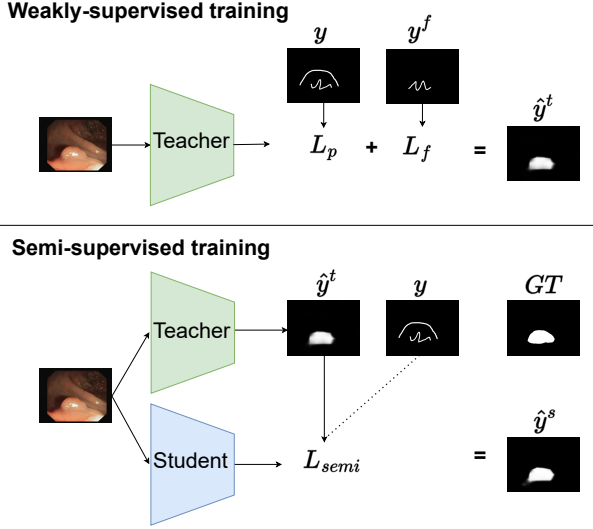 Weakly-supervised training
y y^f
Teacher
L_p + L_f = ŷ^t
Semi-supervised training
ŷ^t y GT
Teacher
ŷ^s
Student L_semi =